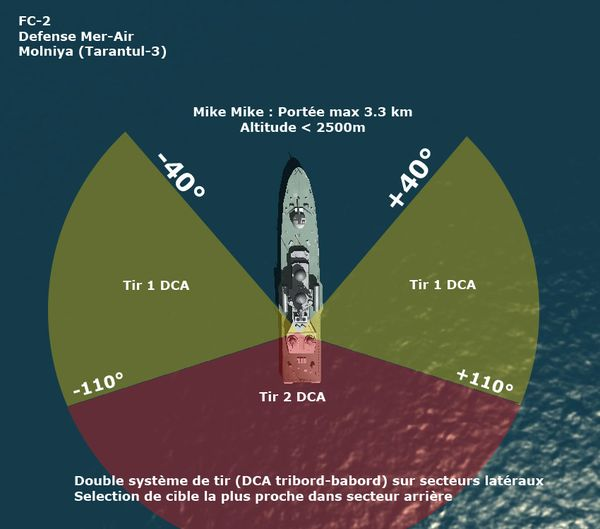 FC-2
Defense Mer-Air
Molniya (Tarantul-3)
Mike Mike : Portée max 3.3 km
Altitude < 2500m
-40°
+40°
Tir 1 DCA
Tir 1 DCA
-110°
+110°
Tir 2 DCA
Double système de tir (DCA tribord-babord) sur secteurs latéraux
Selection de cible la plus proche dans secteur arrière